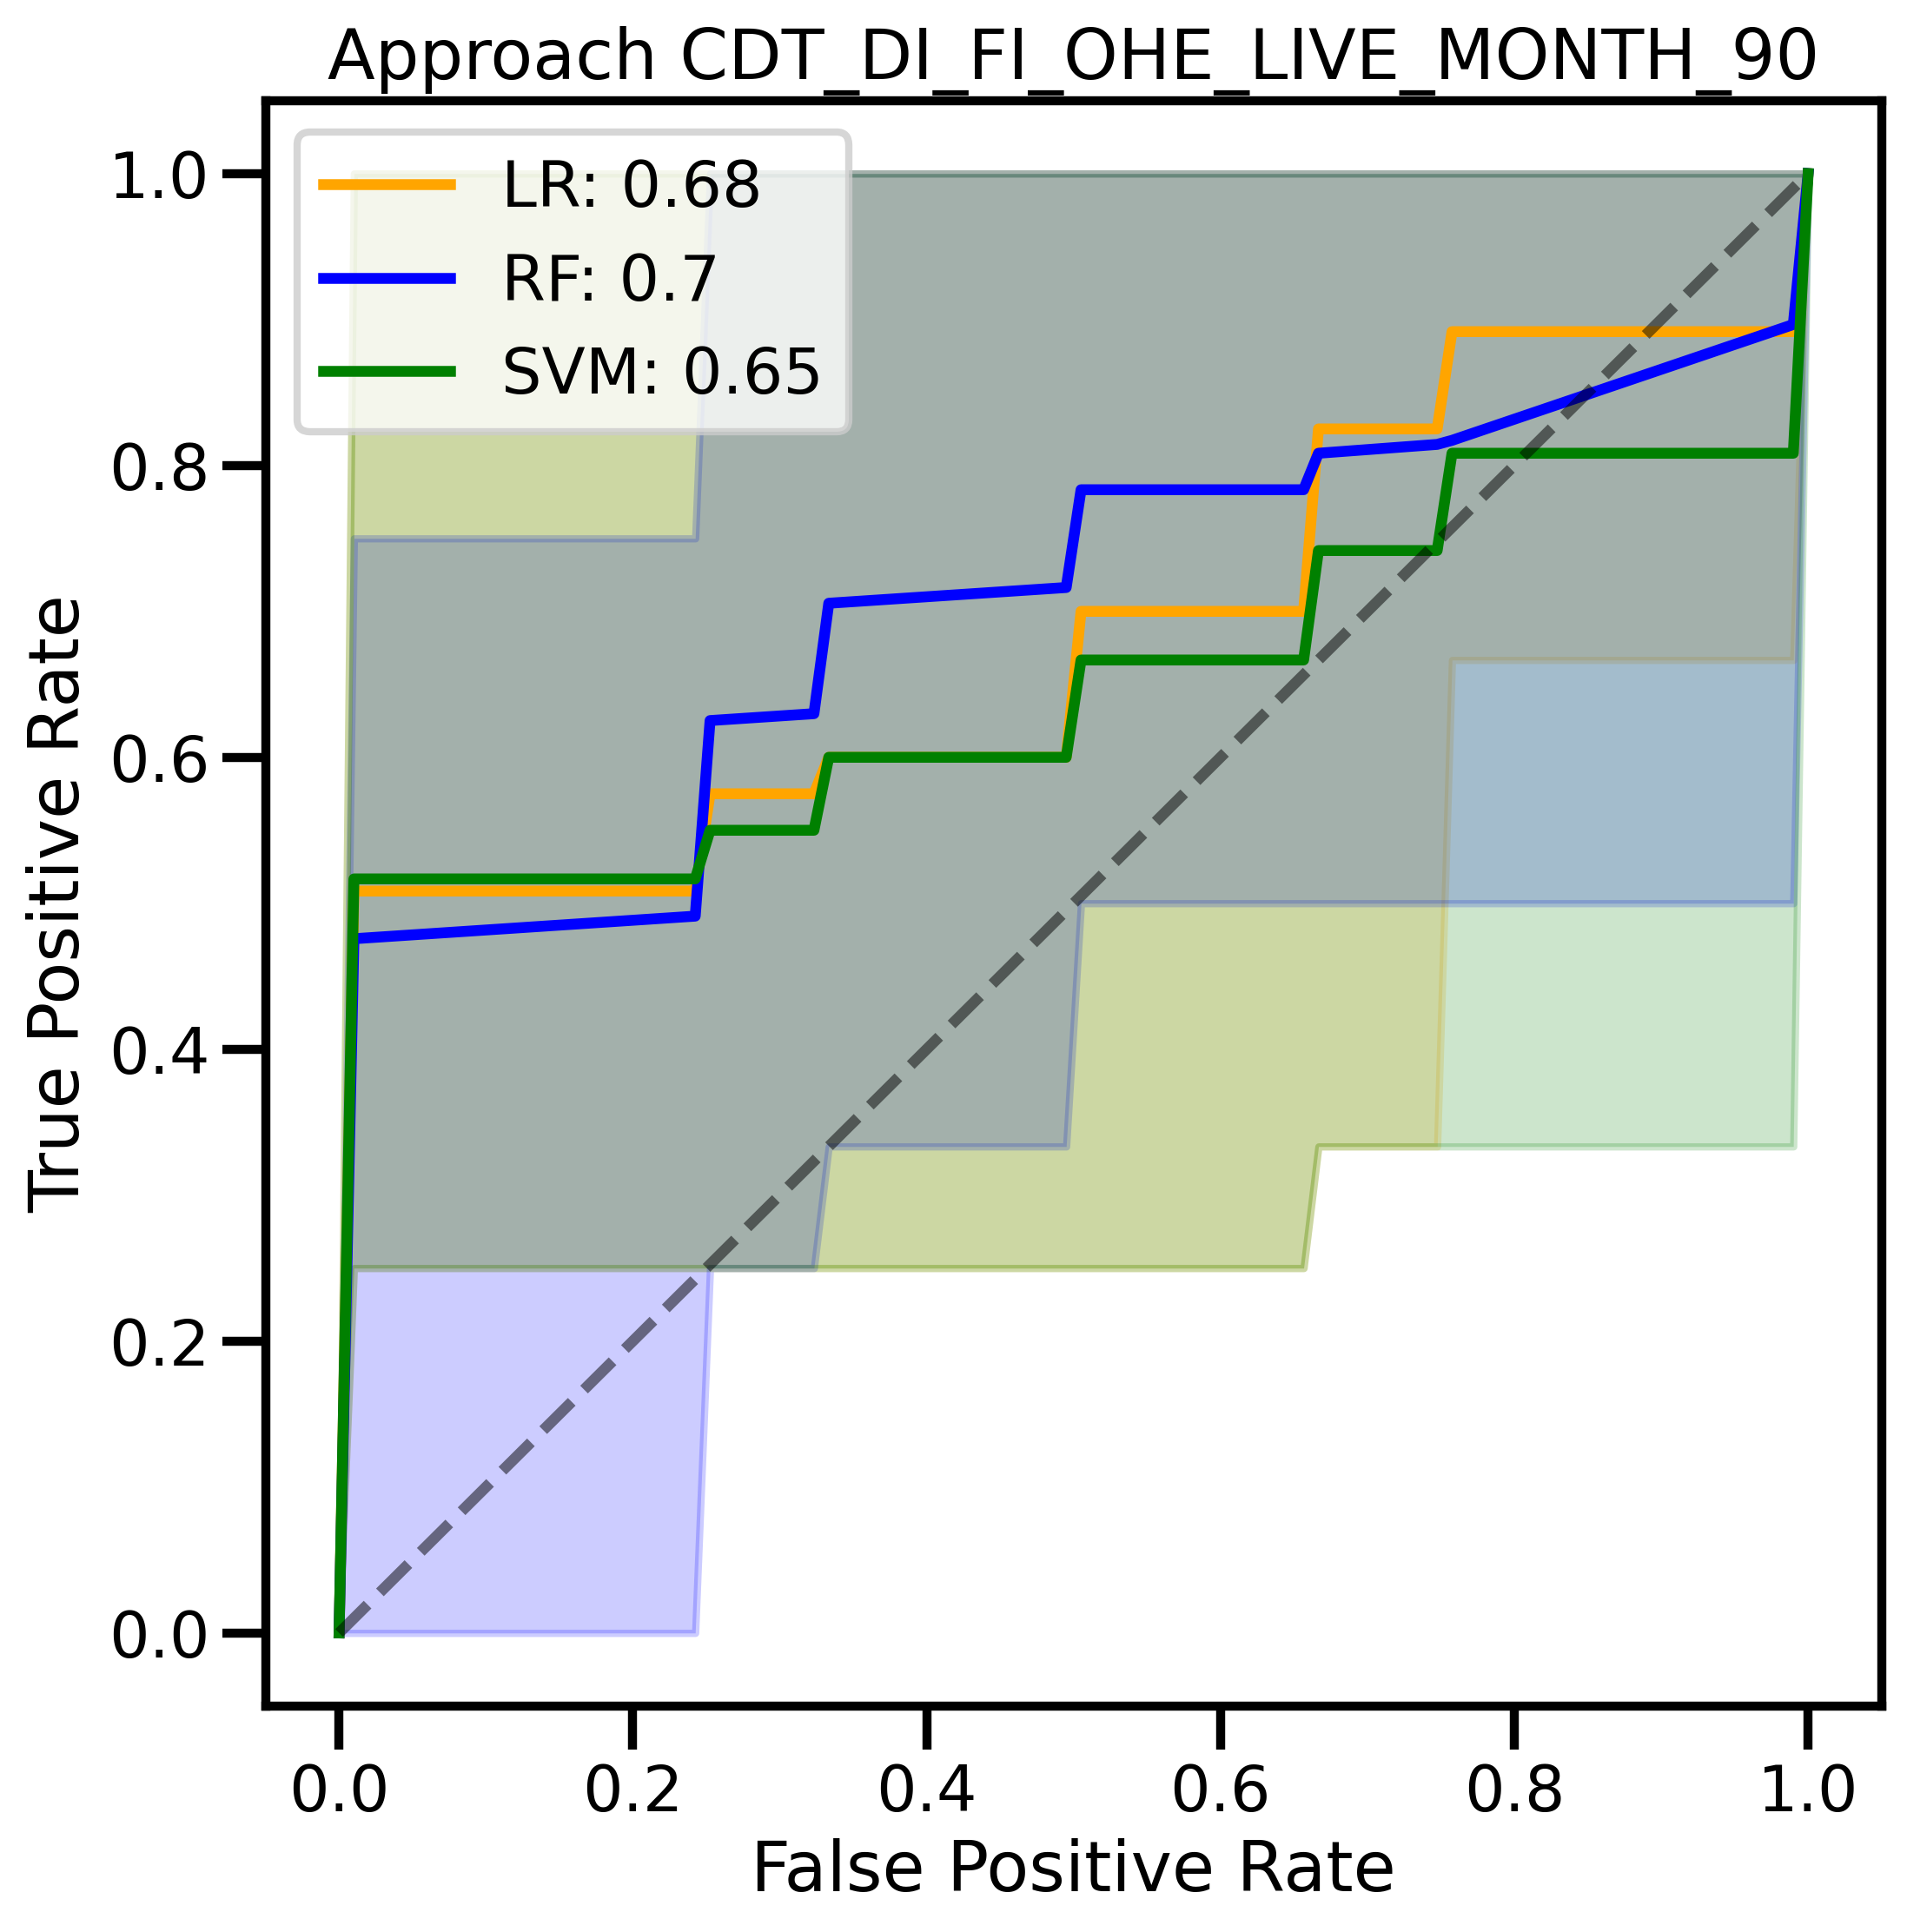 Approach CDT_DI_FI_OHE_LIVE_MONTH_90
LR: 0.68
RF: 0.7
SVM: 0.65
True Positive Rate
1.0
0.8
0.6
0.4
0.2
0.0
0.0 0.2 0.4 0.6 0.8 1.0
False Positive Rate